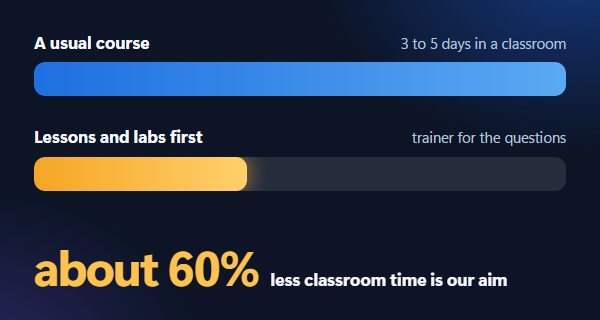 A usual course
3 to 5 days in a classroom
Lessons and labs first
trainer for the questions
about 60% less classroom time is our aim